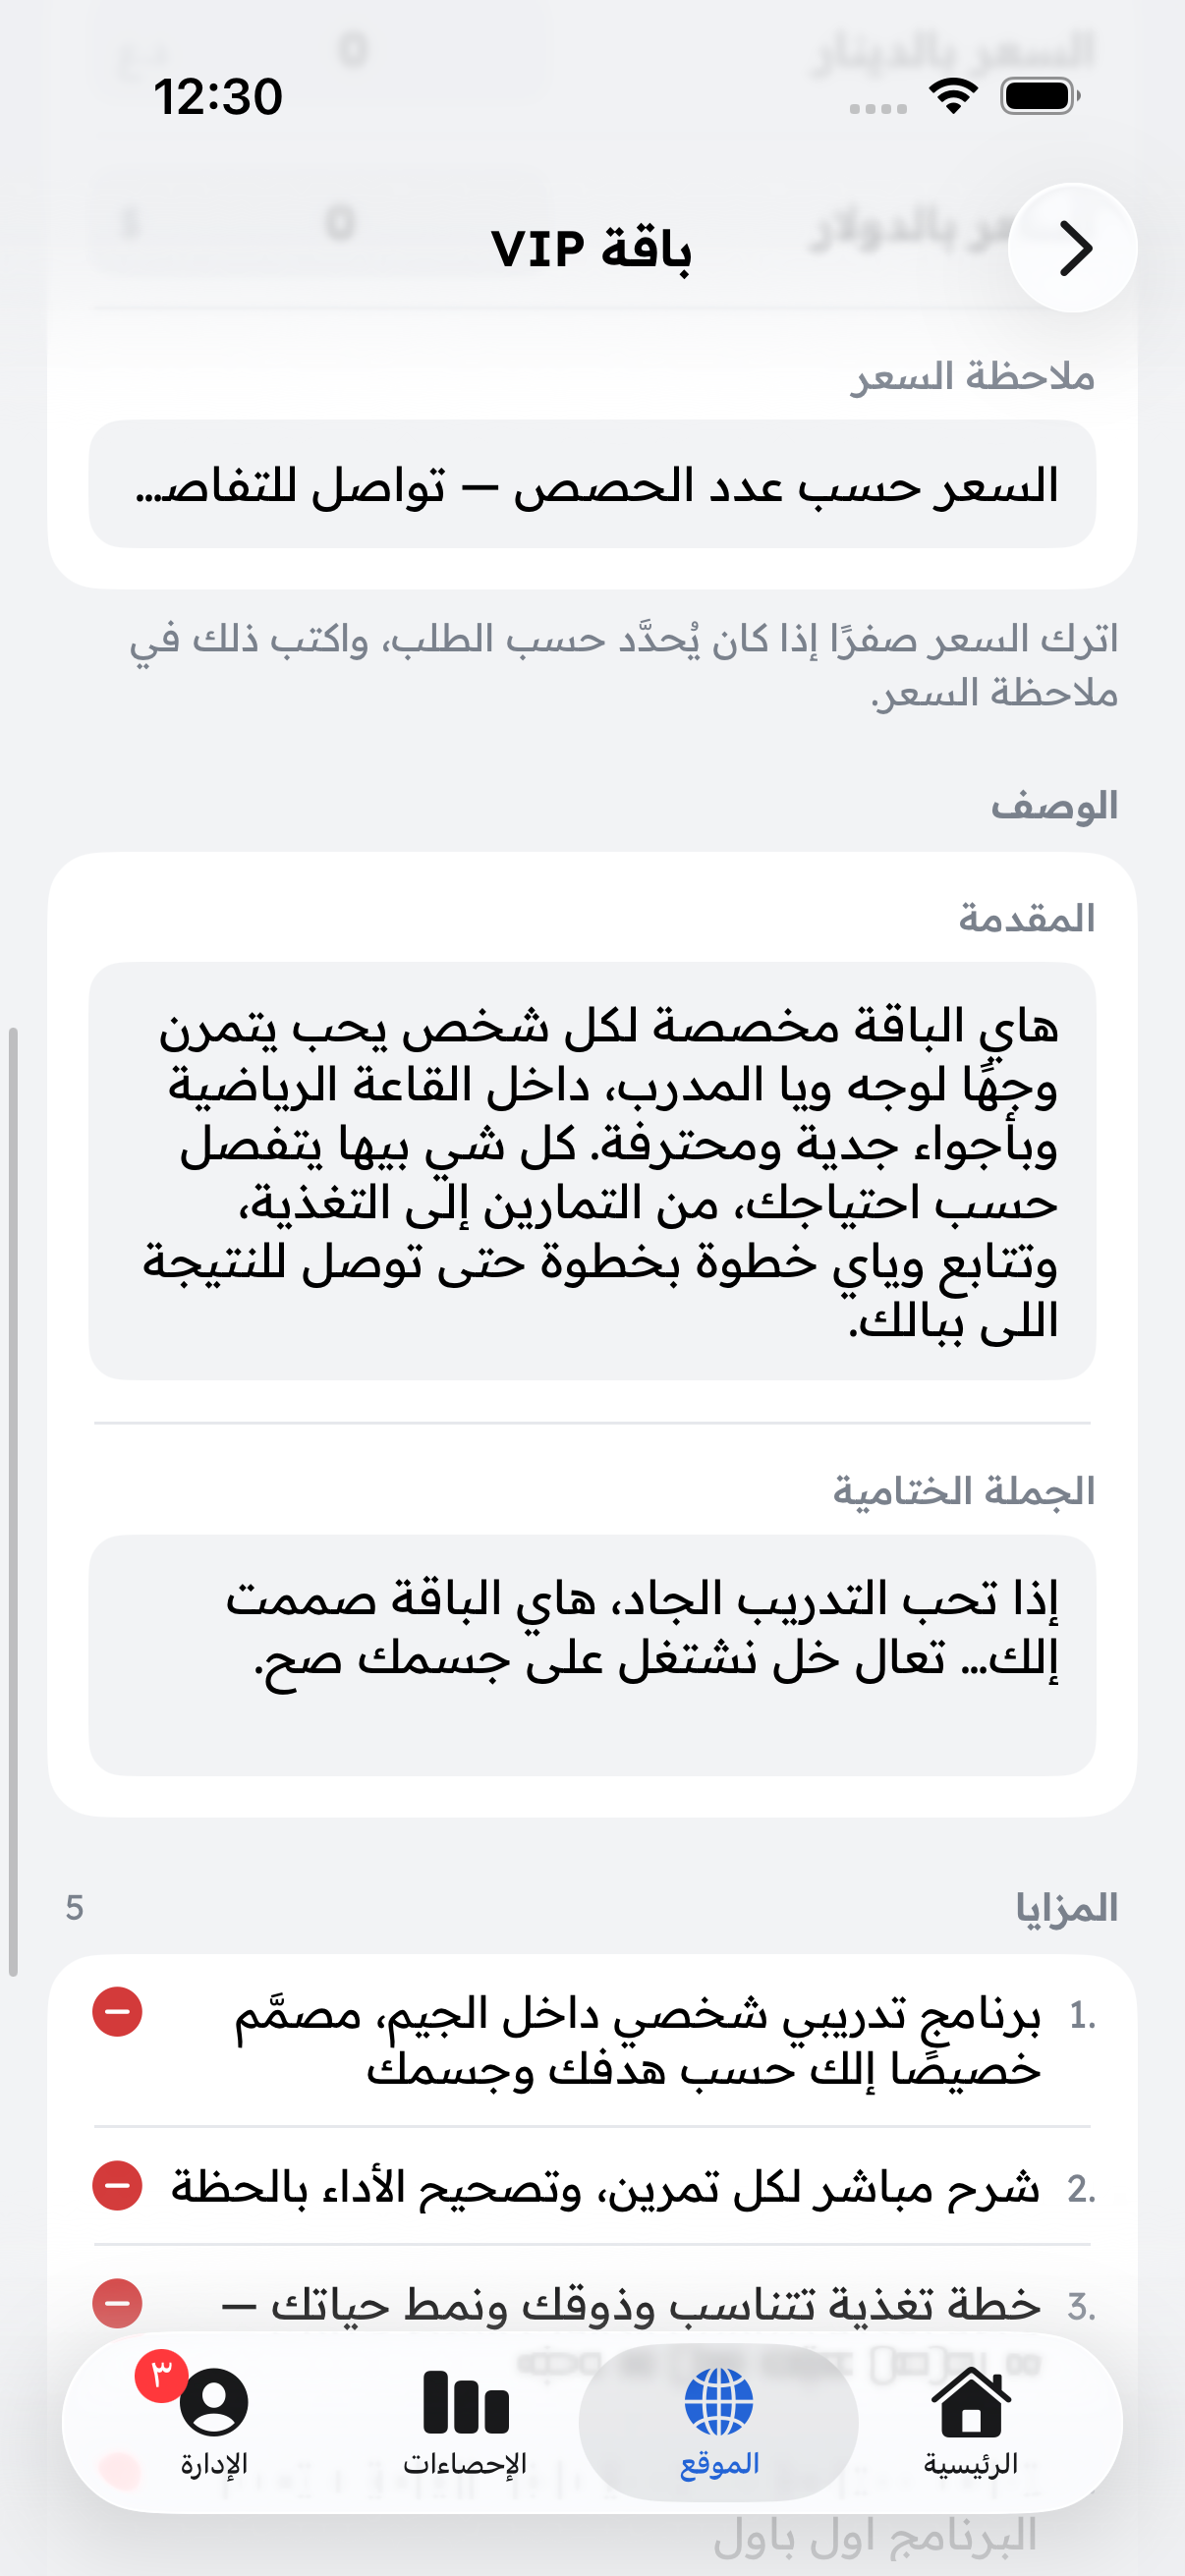 السعر بالدينار
0
د.ع
12:30
بالدولار
0
$
باقة VIP
ملاحظة السعر
السعر حسب عدد الحصص — تواصل للتفاصـ...
اترك السعر صفرًا إذا كان يُحدَّد حسب الطلب، واكتب ذلك في
ملاحظة السعر.
الوصف
المقدمة
هاي الباقة مخصصة لكل شخص يحب يتمرن
وجهًا لوجه ويا المدرب، داخل القاعة الرياضية
وبأجواء جدية ومحترفة. كل شي بيها يتفصل
حسب احتياجك، من التمارين إلى التغذية،
وتتابع وياي خطوة بخطوة حتى توصل للنتيجة
اللي ببالك.
الجملة الختامية
إذا تحب التدريب الجاد، هاي الباقة صممت
إلك... تعال خل نشتغل على جسمك صح.
المزايا
5
1. برنامج تدريبي شخصي داخل الجيم، مصمَّم
خصيصًا إلك حسب هدفك وجسمك
2. شرح مباشر لكل تمرين، وتصحيح الأداء بالحظة
3. خطة تغذية تتناسب وذوقك ونمط حياتك —
الرئيسية
الموقع
الإحصاءات
الإدارة
٣
البرنامج اول باول